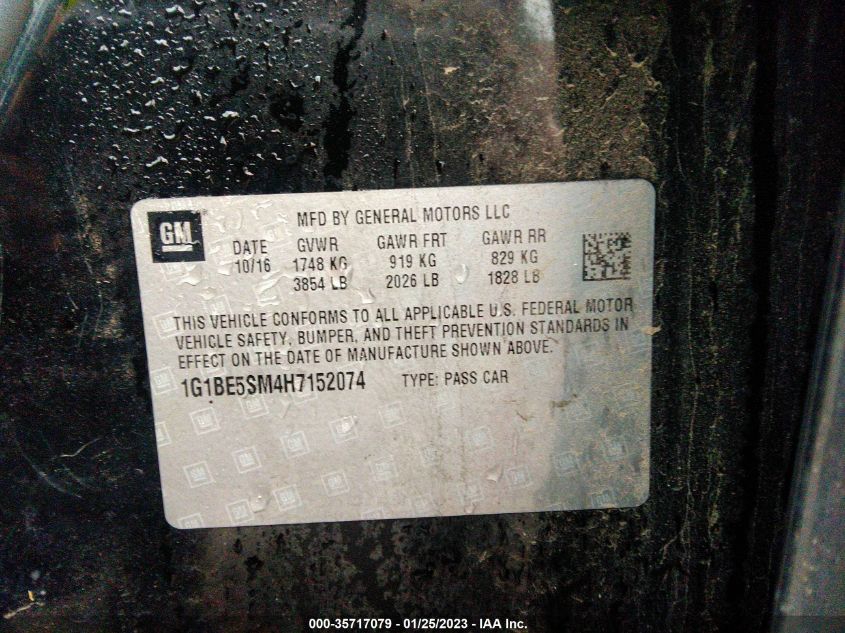 GM
MFD BY GENERAL MOTORS LLC
DATE GVWR GAWR FRT GAWR RR
10/16 1748 KG 919 KG 829 KG
3854 LB 2026 LB 1828 LB
THIS VEHICLE CONFORMS TO ALL APPLICABLE U.S. FEDERAL MOTOR
VEHICLE SAFETY, BUMPER, AND THEFT PREVENTION STANDARDS IN
EFFECT ON THE DATE OF MANUFACTURE SHOWN ABOVE.
1G1BE5SM4H7152074 TYPE: PASS CAR
000-35717079 - 01/25/2023 - IAA Inc.